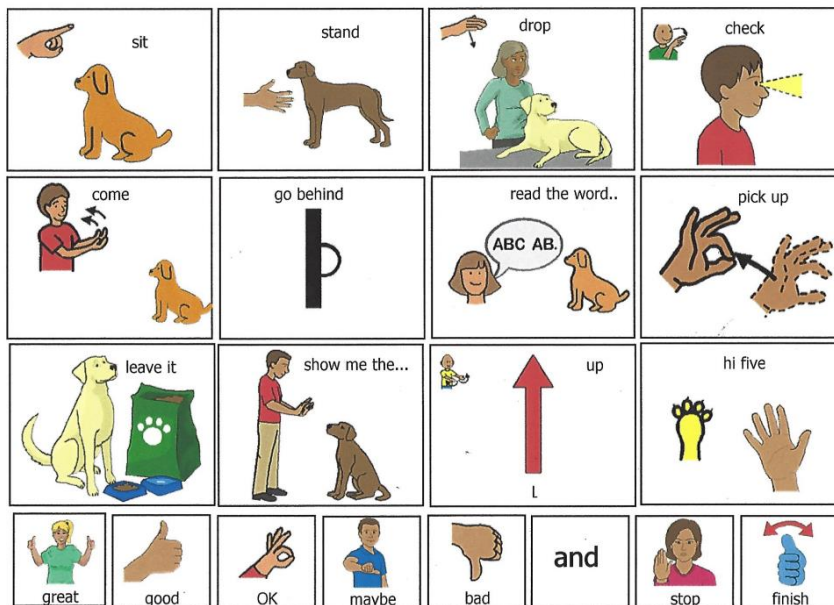 sit
stand
drop
check
come
go behind
read the word..
ABC AB.
pick up
leave it
show me the...
up
hi five
great
good
OK
maybe
bad
and
stop
finish